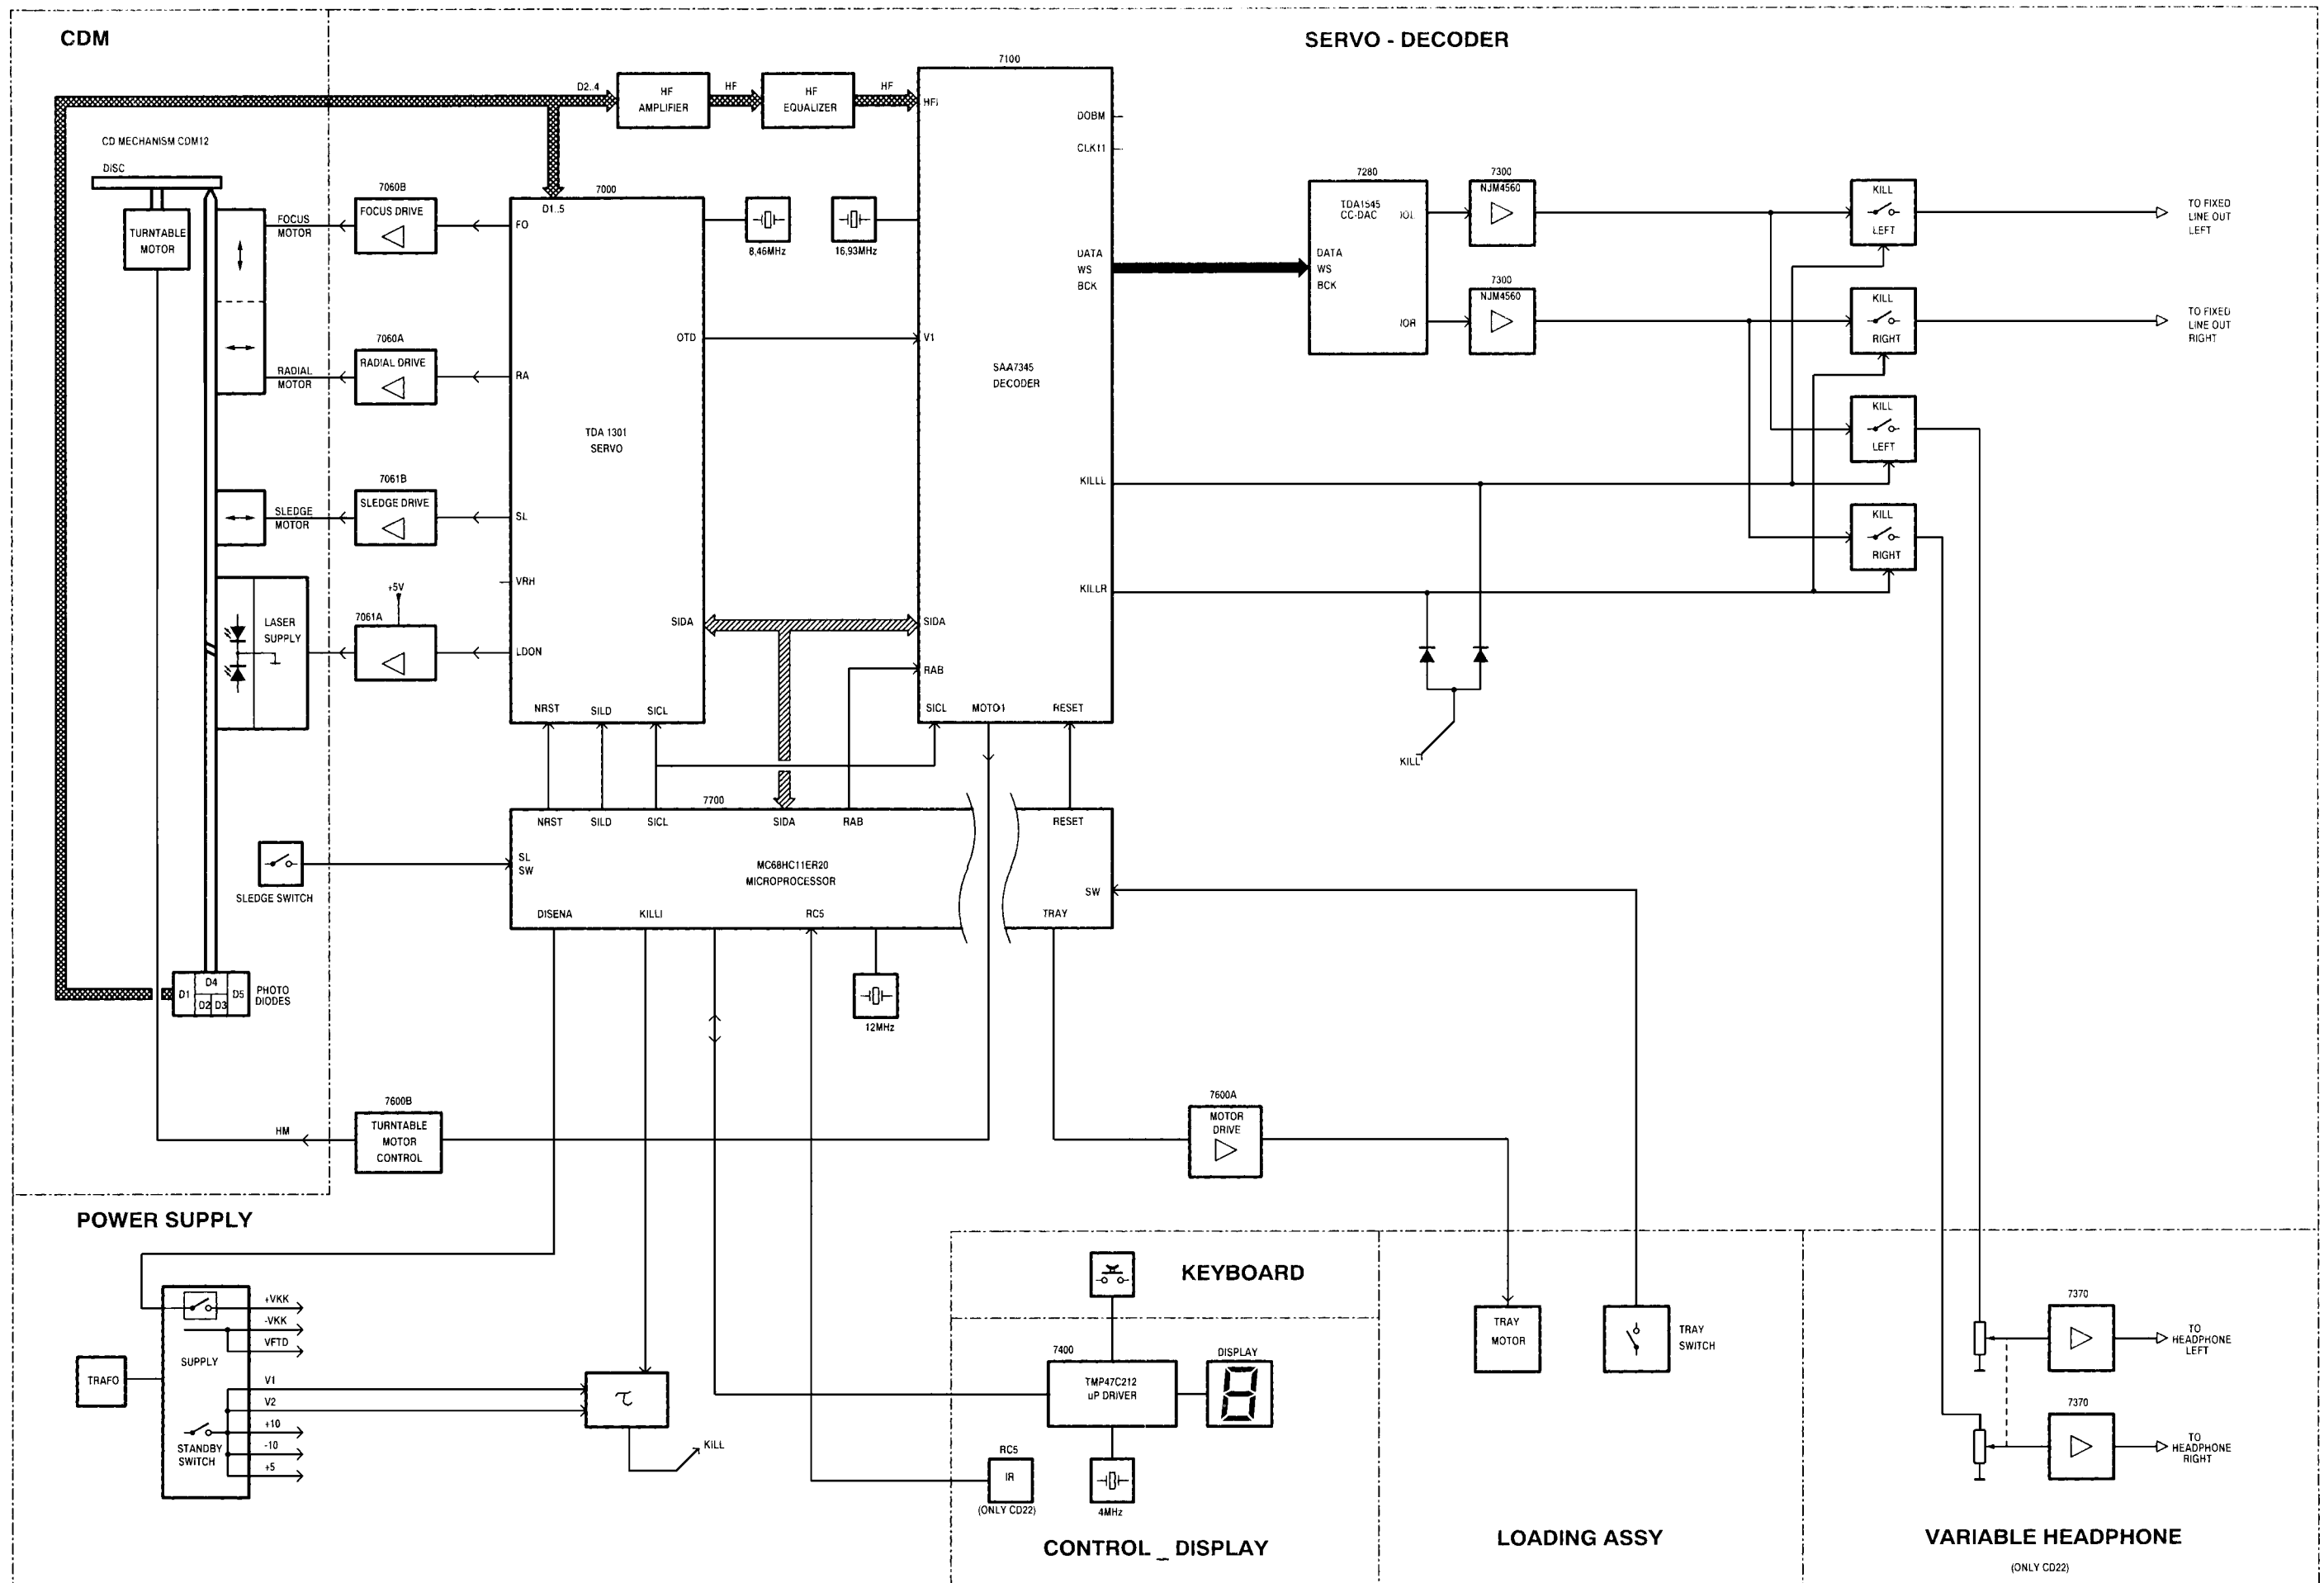 CDM
SERVO - DECODER
7100
D2..4
HF
AMPLIFIER
HF
HF
EQUALIZER
HF
HFI
DOBM
CLK11
CD MECHANISM CDM12
DISC
TURNTABLE
MOTOR
FOCUS
MOTOR
7060B
FOCUS DRIVE
7000
D1..5
FO
8,46MHz
16,93MHz
DATA
WS
BCK
7280
TDA1545
CC-DAC
DATA
WS
BCK
IOR
7300
NJM4560
7300
NJM4560
KILL
LEFT
TO FIXED
LINE OUT
LEFT
KILL
RIGHT
TO FIXED
LINE OUT
RIGHT
RADIAL
MOTOR
7060A
RADIAL DRIVE
RA
OTD
V1
SAA7345
DECODER
TDA 1301
SERVO
KILL
LEFT
KILL
RIGHT
SLEDGE
MOTOR
7061B
SLEDGE DRIVE
SL
KILLL
VRH
+5V
7061A
LASER
SUPPLY
LDON
SIDA
SIDA
KILLR
RAB
NRST
SILD
SICL
SICL
MOTO1
RESET
KILL
7700
NRST
SILD
SICL
SIDA
RAB
RESET
SL
SW
MC68HC11ER20
MICROPROCESSOR
SW
SLEDGE SWITCH
DISENA
KILLI
RC5
TRAY
D1
D4
D2
D3
D5
PHOTO
DIODES
12MHz
HM
7600B
TURNTABLE
MOTOR
CONTROL
7600A
MOTOR
DRIVE
POWER SUPPLY
KEYBOARD
+VKK
-VKK
VFTD
SUPPLY
TRAFO
V1
V2
+10
-10
+5
STANDBY
SWITCH
τ
KILL
7400
TMP47C212
uP DRIVER
DISPLAY
RC5
IR
(ONLY CD22)
4MHz
CONTROL _ DISPLAY
TRAY
MOTOR
TRAY
SWITCH
LOADING ASSY
7370
TO
HEADPHONE
LEFT
7370
TO
HEADPHONE
RIGHT
VARIABLE HEADPHONE
(ONLY CD22)